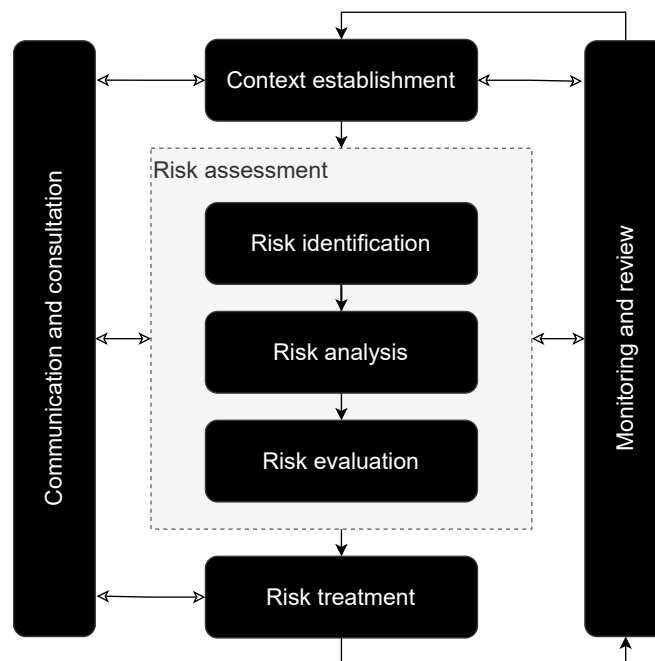 Context establishment
Risk assessment
Risk identification
Risk analysis
Risk evaluation
Risk treatment
Communication and consultation
Monitoring and review